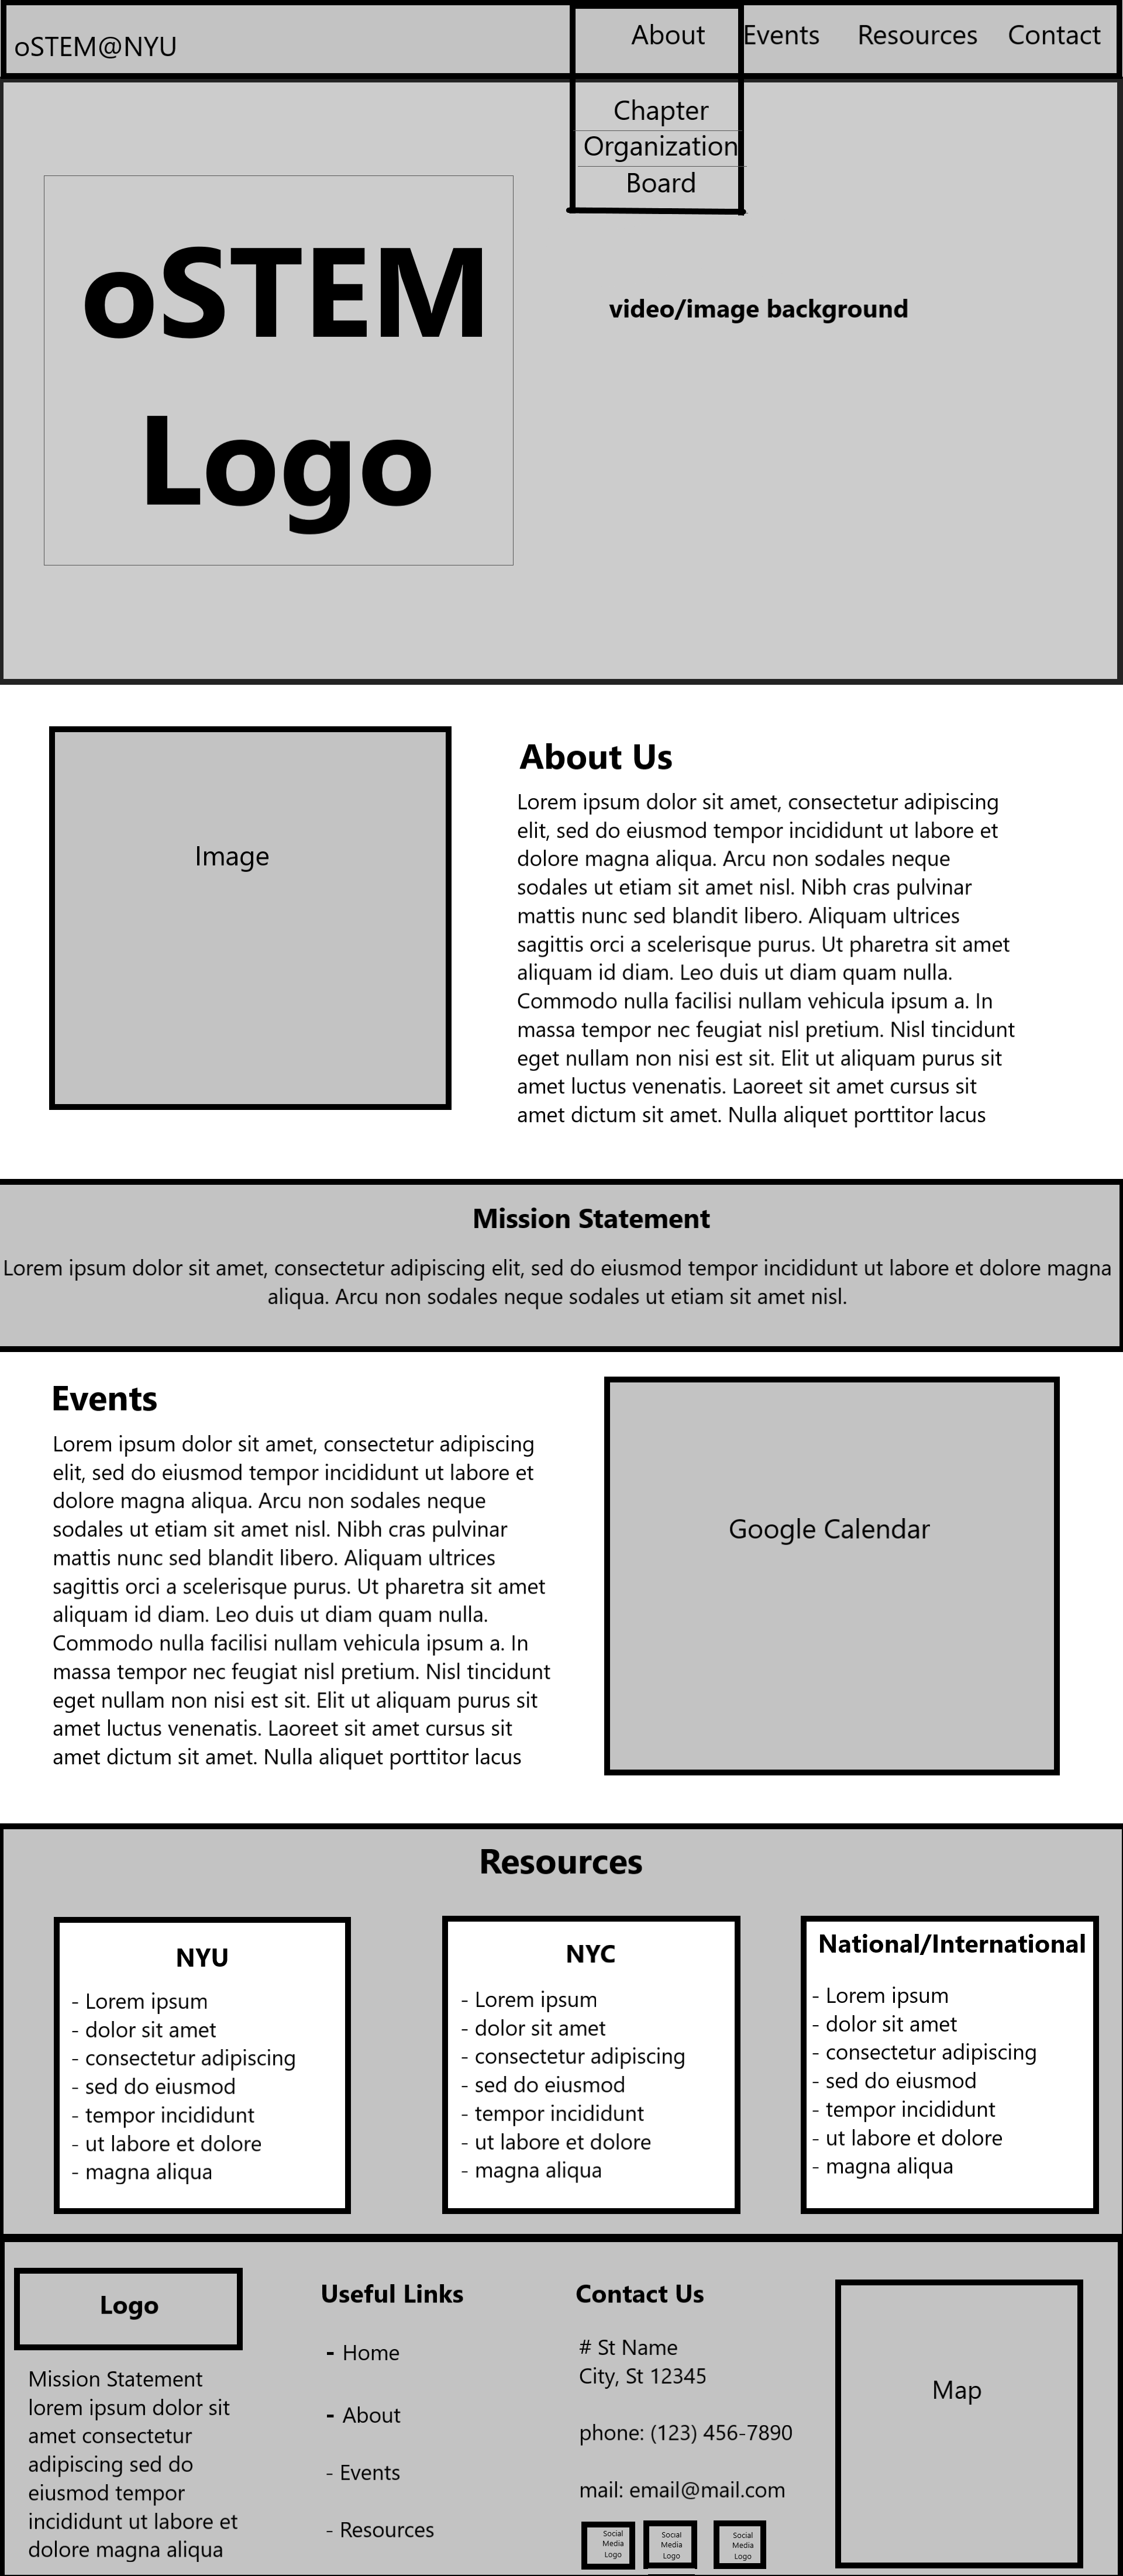 oSTEM@NYU
About
Events
Resources
Contact
Chapter
Organization
Board
oSTEM
Logo
video/image background
Image
About Us
Lorem ipsum dolor sit amet, consectetur adipiscing
elit, sed do eiusmod tempor incididunt ut labore et
dolore magna aliqua. Arcu non sodales neque
sodales ut etiam sit amet nisl. Nibh cras pulvinar
mattis nunc sed blandit libero. Aliquam ultrices
sagittis orci a scelerisque purus. Ut pharetra sit amet
aliquam id diam. Leo duis ut diam quam nulla.
Commodo nulla facilisi nullam vehicula ipsum a. In
massa tempor nec feugiat nisl pretium. Nisl tincidunt
eget nullam non nisi est sit. Elit ut aliquam purus sit
amet luctus venenatis. Laoreet sit amet cursus sit
amet dictum sit amet. Nulla aliquet porttitor lacus
Mission Statement
Lorem ipsum dolor sit amet, consectetur adipiscing elit, sed do eiusmod tempor incididunt ut labore et dolore magna
aliqua. Arcu non sodales neque sodales ut etiam sit amet nisl.
Events
Lorem ipsum dolor sit amet, consectetur adipiscing
elit, sed do eiusmod tempor incididunt ut labore et
dolore magna aliqua. Arcu non sodales neque
sodales ut etiam sit amet nisl. Nibh cras pulvinar
mattis nunc sed blandit libero. Aliquam ultrices
sagittis orci a scelerisque purus. Ut pharetra sit amet
aliquam id diam. Leo duis ut diam quam nulla.
Commodo nulla facilisi nullam vehicula ipsum a. In
massa tempor nec feugiat nisl pretium. Nisl tincidunt
eget nullam non nisi est sit. Elit ut aliquam purus sit
amet luctus venenatis. Laoreet sit amet cursus sit
amet dictum sit amet. Nulla aliquet porttitor lacus
Google Calendar
Resources
NYU
- Lorem ipsum
- dolor sit amet
- consectetur adipiscing
- sed do eiusmod
- tempor incididunt
- ut labore et dolore
- magna aliqua
NYC
- Lorem ipsum
- dolor sit amet
- consectetur adipiscing
- sed do eiusmod
- tempor incididunt
- ut labore et dolore
- magna aliqua
National/International
- Lorem ipsum
- dolor sit amet
- consectetur adipiscing
- sed do eiusmod
- tempor incididunt
- ut labore et dolore
- magna aliqua
Logo
Mission Statement
lorem ipsum dolor sit
amet consectetur
adipiscing sed do
eiusmod tempor
incididunt ut labore et
dolore magna aliqua
Useful Links
- Home
- About
- Events
- Resources
Contact Us
# St Name
City, St 12345
phone: (123) 456-7890
mail: email@mail.com
Social
Media
Logo
Social
Media
Logo
Social
Media
Logo
Map